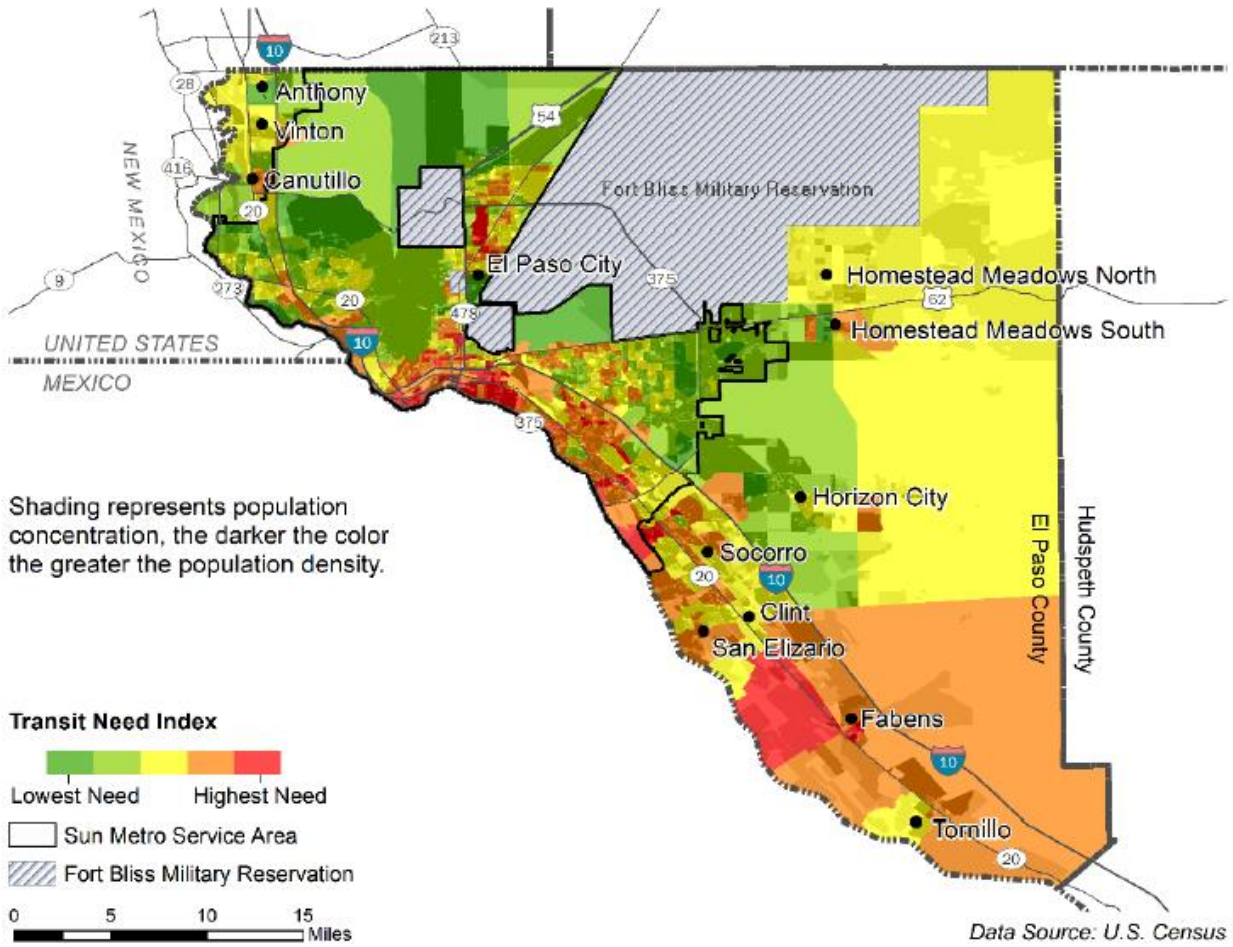 213
10
28
Anthony
54
Vinton
416
Canutillo
Fort Bliss Military Reservation
NEW MEXICO
20
El Paso City
375
Homestead Meadows North
9
273
20
478
62
Homestead Meadows South
10
UNITED STATES
MEXICO
375
Shading represents population
concentration, the darker the color
the greater the population density.
Horizon City
El Paso County
Hudspeth County
Socorro
20
10
Clint
San Elizario
Transit Need Index
Fabens
10
Lowest Need
Highest Need
Sun Metro Service Area
Tornillo
20
Fort Bliss Military Reservation
0 5 10 15
Miles
Data Source: U.S. Census